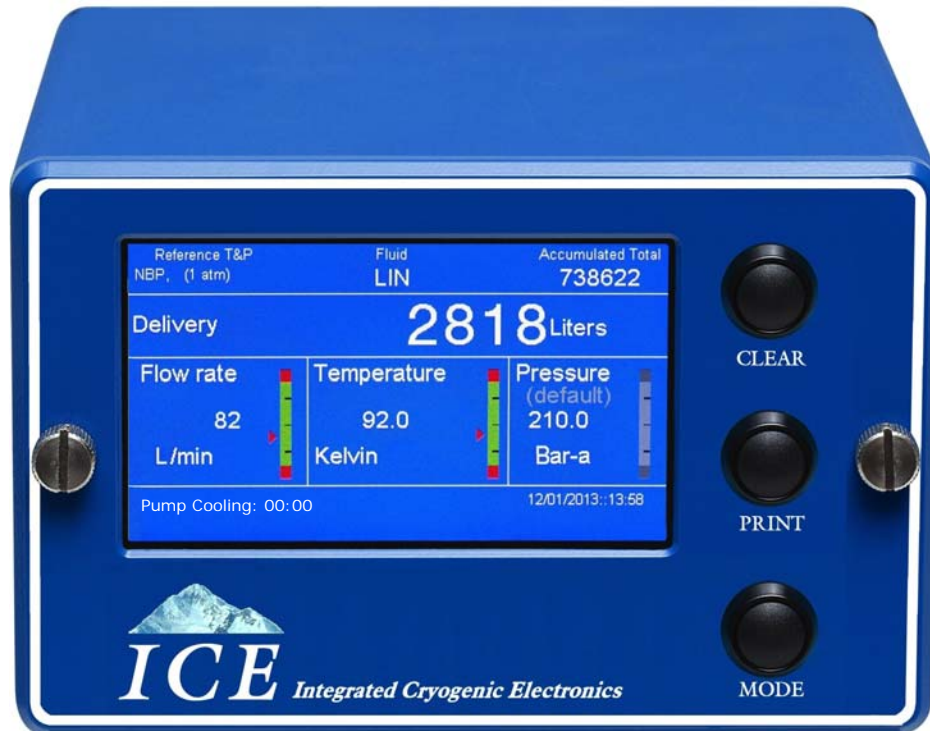 Reference T&P
NBP, (1 atm)
Fluid
LIN
Accumulated Total
738622
Delivery 2818 Liters
Flow rate
82
L/min
Temperature
92.0
Kelvin
Pressure
(default)
210.0
Bar-a
Pump Cooling: 00:00
12/01/2013::13:58
CLEAR
PRINT
MODE
ICE Integrated Cryogenic Electronics